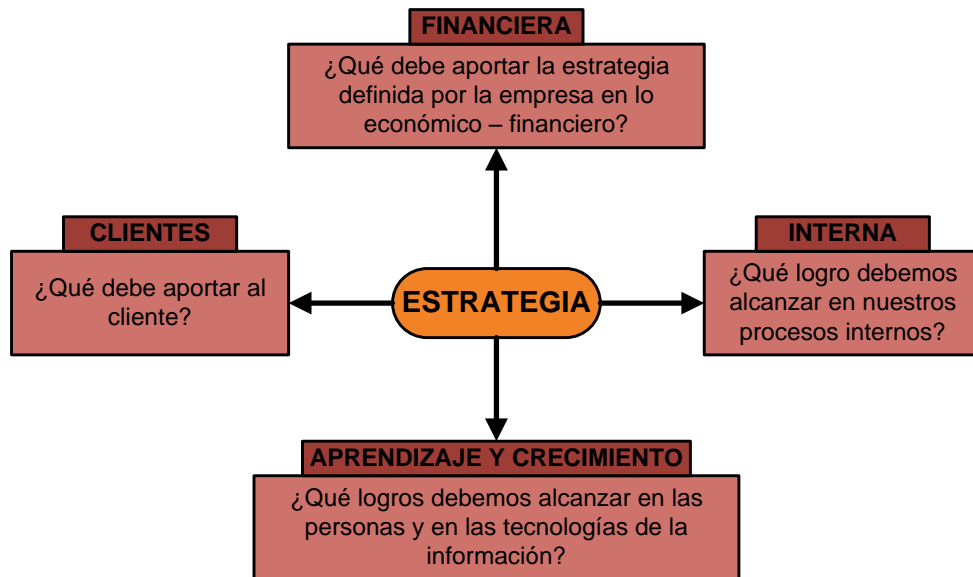 FINANCIERA
¿Qué debe aportar la estrategia
definida por la empresa en lo
económico – financiero?
CLIENTES
¿Qué debe aportar al
cliente?
ESTRATEGIA
INTERNA
¿Qué logro debemos
alcanzar en nuestros
procesos internos?
APRENDIZAJE Y CRECIMIENTO
¿Qué logros debemos alcanzar en las
personas y en las tecnologías de la
información?